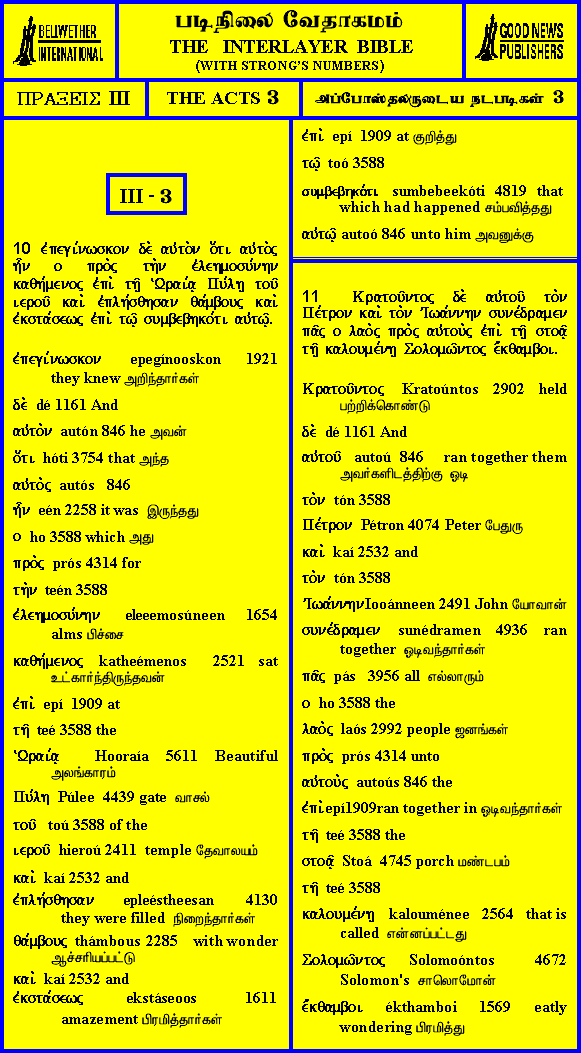 BELLWETHER
INTERNATIONAL
படிநிலை வேதாகமம்
THE INTERLAYER BIBLE
(WITH STRONG'S NUMBERS)
GOOD NEWS
PUBLISHERS
ΠΡΑΞΕΙΣ III
THE ACTS 3
அப்போஸ்தலருடைய நடபடிகள் 3
III - 3
10 ἐπεγίνωσκον δὲ αὐτὸν ὅτι αὐτὸς
ἦν ο πρὸς τὴν ἐλεημοσύνην
καθήμενος ἐπὶ τῇ Ὡραίᾳ Πύλῃ τοῦ
ιεροῦ καὶ ἐπλήσθησαν θάμβους καὶ
ἐκστάσεως ἐπὶ τῷ συμβεβηκότι αὐτῷ.
ἐπεγίνωσκον epegínooskon 1921
they knew அறிந்தார்கள்
δὲ dé 1161 And
αὐτὸν autón 846 he அவன்
ὅτι hóti 3754 that அந்த
αὐτὸς autós 846
ἦν eén 2258 it was இருந்தது
ο ho 3588 which அது
πρὸς prós 4314 for
τὴν teén 3588
ἐλεημοσύνην eleeemosúneen 1654
alms பிச்சை
καθήμενος katheémenos 2521 sat
உட்கார்ந்திருந்தவன்
ἐπὶ epí 1909 at
τῇ teé 3588 the
Ὡραίᾳ Hooraía 5611 Beautiful
அலங்காரம்
Πύλῃ Púlee 4439 gate வாசல்
τοῦ toú 3588 of the
ιεροῦ hieroú 2411 temple தேவாலயம்
καὶ kaí 2532 and
ἐπλήσθησαν epleéstheesan 4130
they were filled நிறைந்தார்கள்
θάμβους thámbous 2285 with wonder
ஆச்சரியப்பட்டு
καὶ kaí 2532 and
ἐκστάσεως ekstáseoos 1611
amazement பிரமித்தார்கள்
ἐπὶ epí 1909 at குறித்து
τῷ toó 3588
συμβεβηκότι sumbebeekóti 4819 that
which had happened சம்பவித்தது
αὐτῷ autoó 846 unto him அவனுக்கு
11 Κρατοῦντος δὲ αὐτοῦ τὸν
Πέτρον καὶ τὸν Ἰωάννην συνέδραμεν
πᾶς ο λαὸς πρὸς αὐτοὺς ἐπὶ τῇ στοᾷ
τῇ καλουμένῃ Σολομῶντος ἔκθαμβοι.
Κρατοῦντος Kratoúntos 2902 held
பற்றிக்கொண்டு
δὲ dé 1161 And
αὐτοῦ autoú 846 ran together them
அவர்களிடத்திற்கு ஓடி
τὸν tón 3588
Πέτρον Pétron 4074 Peter பேதுரு
καὶ kaí 2532 and
τὸν tón 3588
Ἰωάννην Iooánneen 2491 John யோவான்
συνέδραμεν sunédramen 4936 ran
together ஓடிவந்தார்கள்
πᾶς pás 3956 all எல்லாரும்
ο ho 3588 the
λαὸς laós 2992 people ஜனங்கள்
πρὸς prós 4314 unto
αὐτοὺς autoús 846 the
ἐπὶ epí1909ran together in ஓடிவந்தார்கள்
τῇ teé 3588 the
στοᾷ Stoá 4745 porch மண்டபம்
τῇ teé 3588
καλουμένῃ kalouménee 2564 that is
called என்னப்பட்டது
Σολομῶντος Solomoóntos 4672
Solomon's சாலொமோன்
ἔκθαμβοι ékthamboi 1569 eatly
wondering பிரமித்து